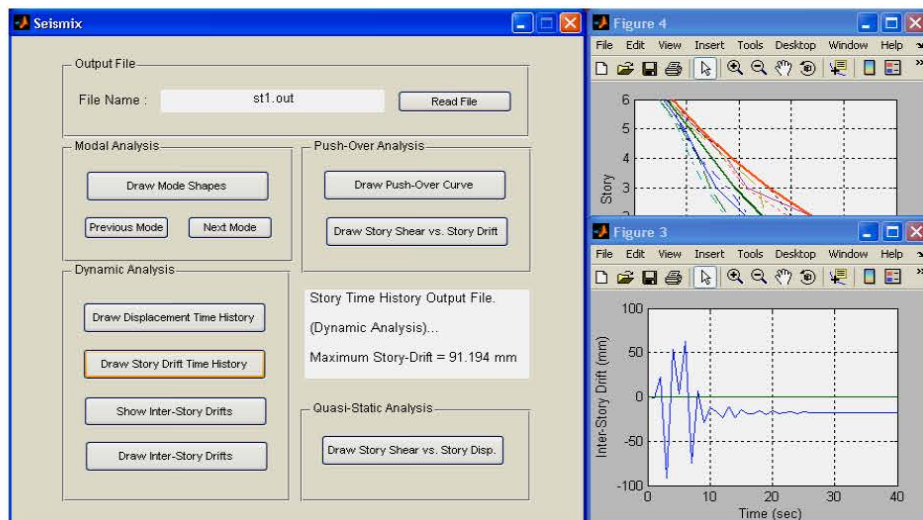 Seismix
Output File
File Name :
st1.out
Read File
Modal Analysis
Draw Mode Shapes
Previous Mode
Next Mode
Push-Over Analysis
Draw Push-Over Curve
Draw Story Shear vs. Story Drift
Dynamic Analysis
Draw Displacement Time History
Draw Story Drift Time History
Show Inter-Story Drifts
Draw Inter-Story Drifts
Story Time History Output File.
(Dynamic Analysis)...
Maximum Story-Drift = 91.194 mm
Quasi-Static Analysis
Draw Story Shear vs. Story Disp.
Figure 4
File Edit View Insert Tools Desktop Window Help
6
5
4
3
2
Story
Figure 3
File Edit View Insert Tools Desktop Window Help
100
50
0
-50
-100
Inter-Story Drift (mm)
0 10 20 30 40
Time (sec)